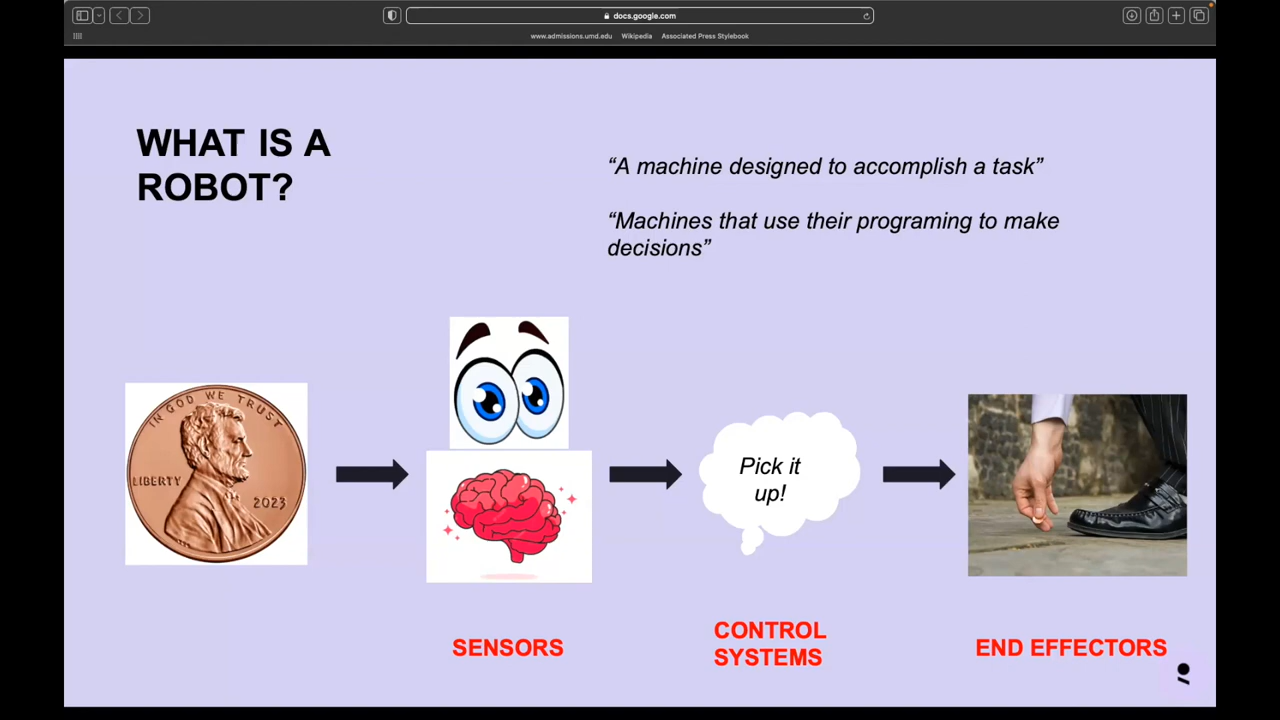 docs.google.com
www.admissions.umd.edu Wikipedia Associated Press Stylebook
WHAT IS A
ROBOT?
“A machine designed to accomplish a task”
“Machines that use their programing to make
decisions”
IN GOD WE TRUST
LIBERTY
2023
Pick it
up!
SENSORS
CONTROL
SYSTEMS
END EFFECTORS